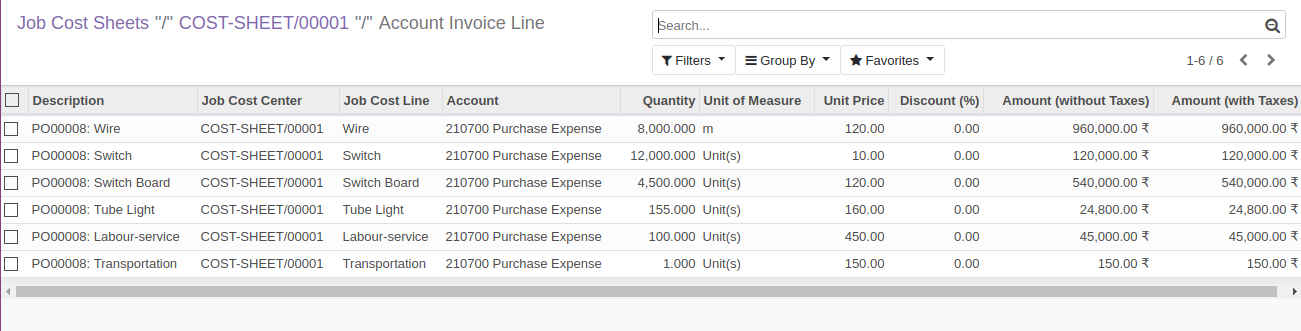 Job Cost Sheets "/" COST-SHEET/00001 "/" Account Invoice Line
Search...
Filters Group By Favorites 1-6 / 6
Description Job Cost Center Job Cost Line Account Quantity Unit of Measure Unit Price Discount (%) Amount (without Taxes) Amount (with Taxes)
PO00008: Wire COST-SHEET/00001 Wire 210700 Purchase Expense 8,000.000 m 120.00 0.00 960,000.00 ₹ 960,000.00 ₹
PO00008: Switch COST-SHEET/00001 Switch 210700 Purchase Expense 12,000.000 Unit(s) 10.00 0.00 120,000.00 ₹ 120,000.00 ₹
PO00008: Switch Board COST-SHEET/00001 Switch Board 210700 Purchase Expense 4,500.000 Unit(s) 120.00 0.00 540,000.00 ₹ 540,000.00 ₹
PO00008: Tube Light COST-SHEET/00001 Tube Light 210700 Purchase Expense 155.000 Unit(s) 160.00 0.00 24,800.00 ₹ 24,800.00 ₹
PO00008: Labour-service COST-SHEET/00001 Labour-service 210700 Purchase Expense 100.000 Unit(s) 450.00 0.00 45,000.00 ₹ 45,000.00 ₹
PO00008: Transportation COST-SHEET/00001 Transportation 210700 Purchase Expense 1.000 Unit(s) 150.00 0.00 150.00 ₹ 150.00 ₹